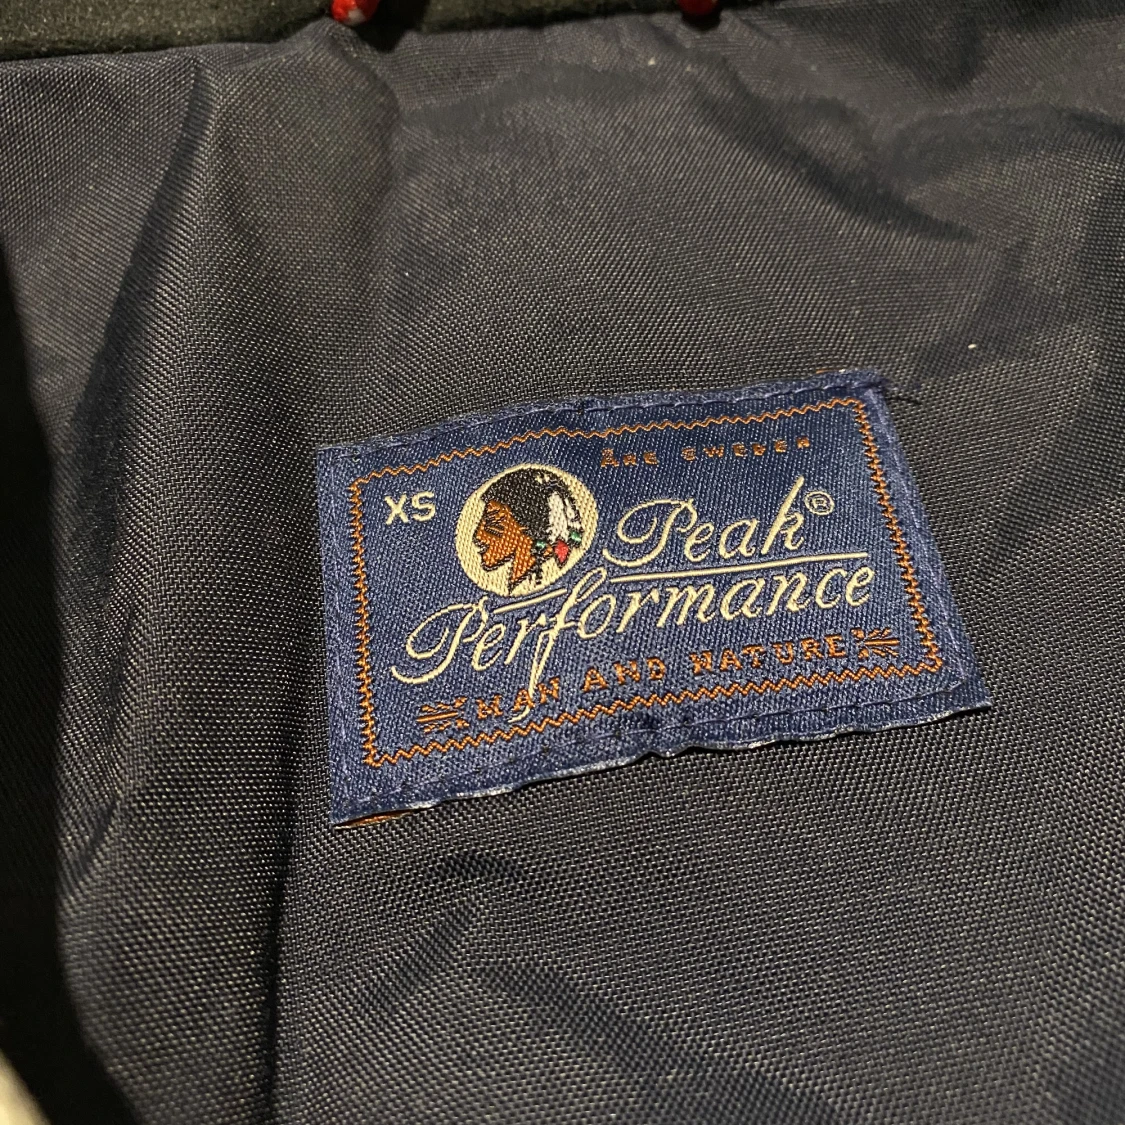 Åre SWEDEN
XS
Peak®
Performance
MAN AND NATURE